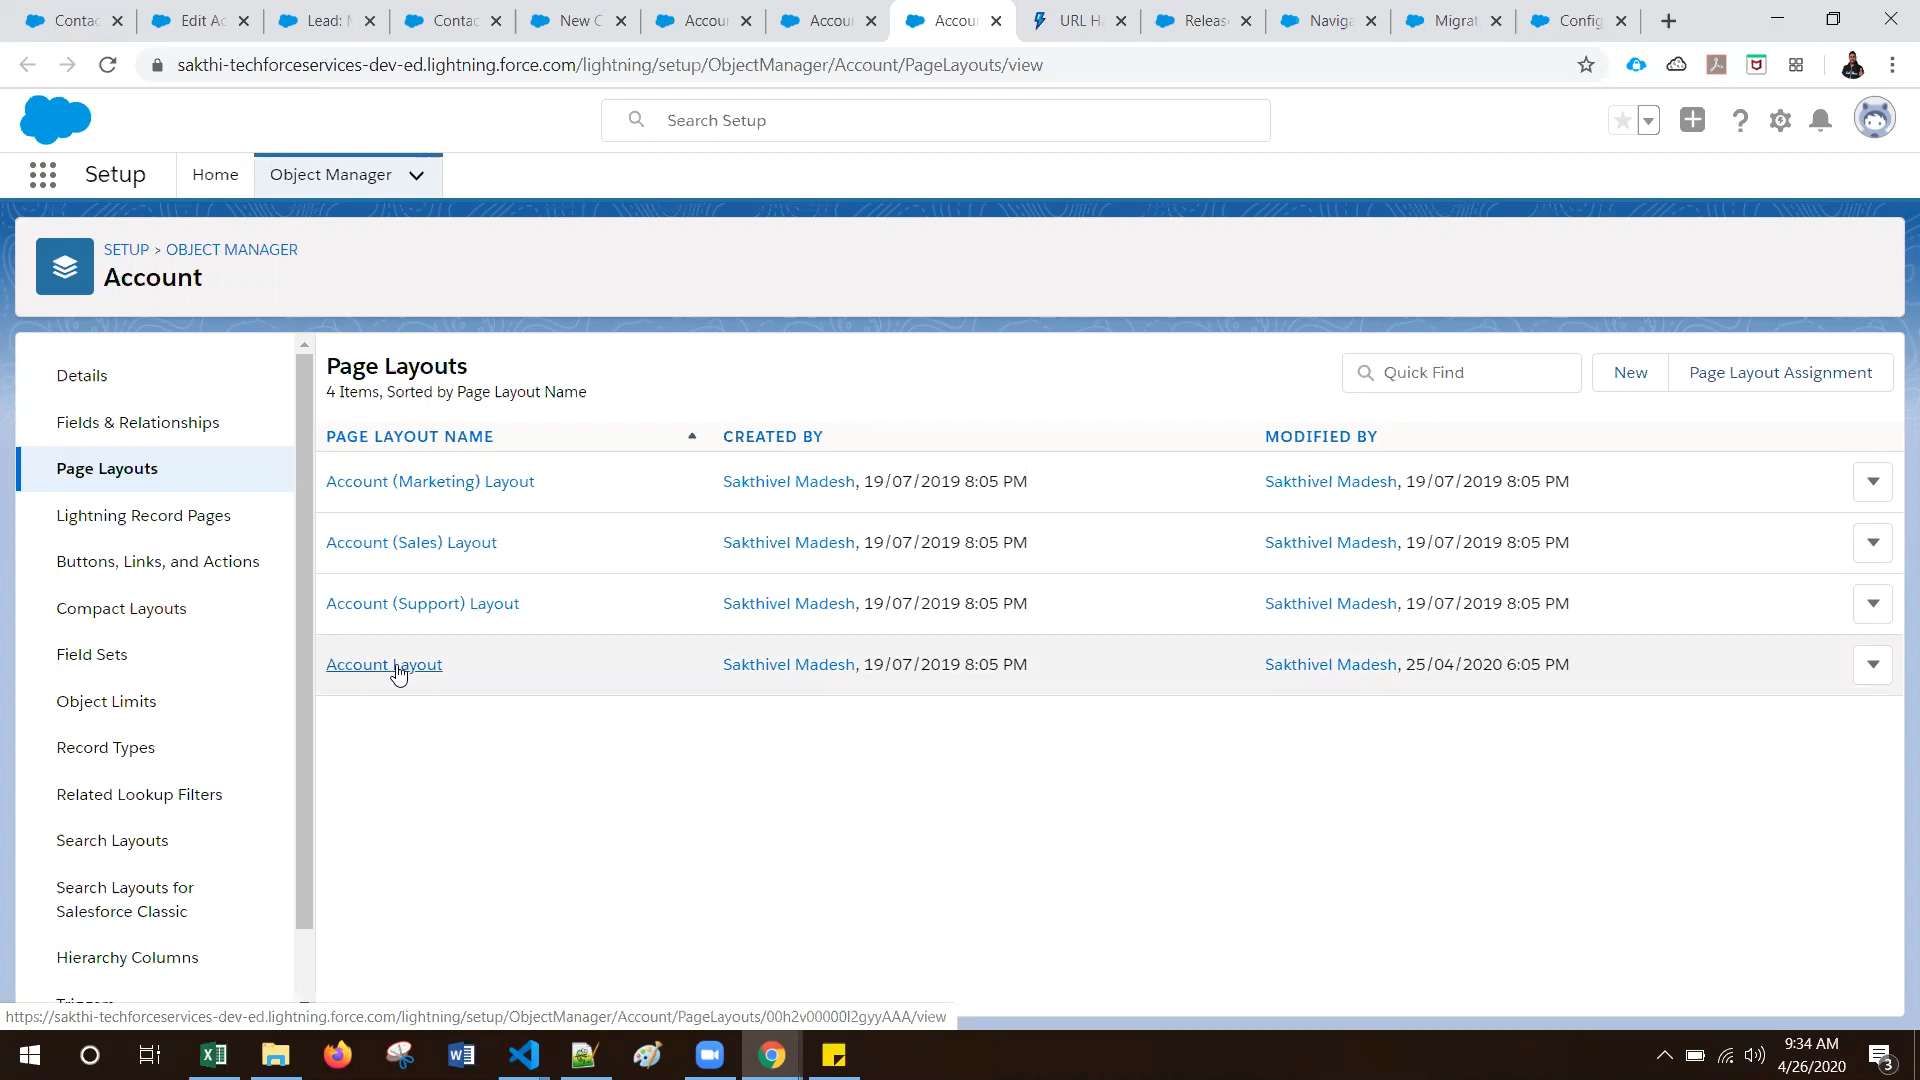 Conta
Edit Ac
Lead: M
Contac
New C
Accou
Accou
Accou
URL H
Releas
Naviga
Migrat
Config
sakthi-techforceservices-dev-ed.lightning.force.com/lightning/setup/ObjectManager/Account/PageLayouts/view
Search Setup
Setup
Home
Object Manager
SETUP > OBJECT MANAGER
Account
Details
Fields & Relationships
Page Layouts
Lightning Record Pages
Buttons, Links, and Actions
Compact Layouts
Field Sets
Object Limits
Record Types
Related Lookup Filters
Search Layouts
Search Layouts for
Salesforce Classic
Hierarchy Columns
Page Layouts
4 Items, Sorted by Page Layout Name
Quick Find
New
Page Layout Assignment
PAGE LAYOUT NAME
CREATED BY
MODIFIED BY
Account (Marketing) Layout
Sakthivel Madesh, 19/07/2019 8:05 PM
Sakthivel Madesh, 19/07/2019 8:05 PM
Account (Sales) Layout
Sakthivel Madesh, 19/07/2019 8:05 PM
Sakthivel Madesh, 19/07/2019 8:05 PM
Account (Support) Layout
Sakthivel Madesh, 19/07/2019 8:05 PM
Sakthivel Madesh, 19/07/2019 8:05 PM
Account Layout
Sakthivel Madesh, 19/07/2019 8:05 PM
Sakthivel Madesh, 25/04/2020 6:05 PM
https://sakthi-techforceservices-dev-ed.lightning.force.com/lightning/setup/ObjectManager/Account/PageLayouts/00h2v00000I2gyyAAA/view
9:34 AM
4/26/2020
3